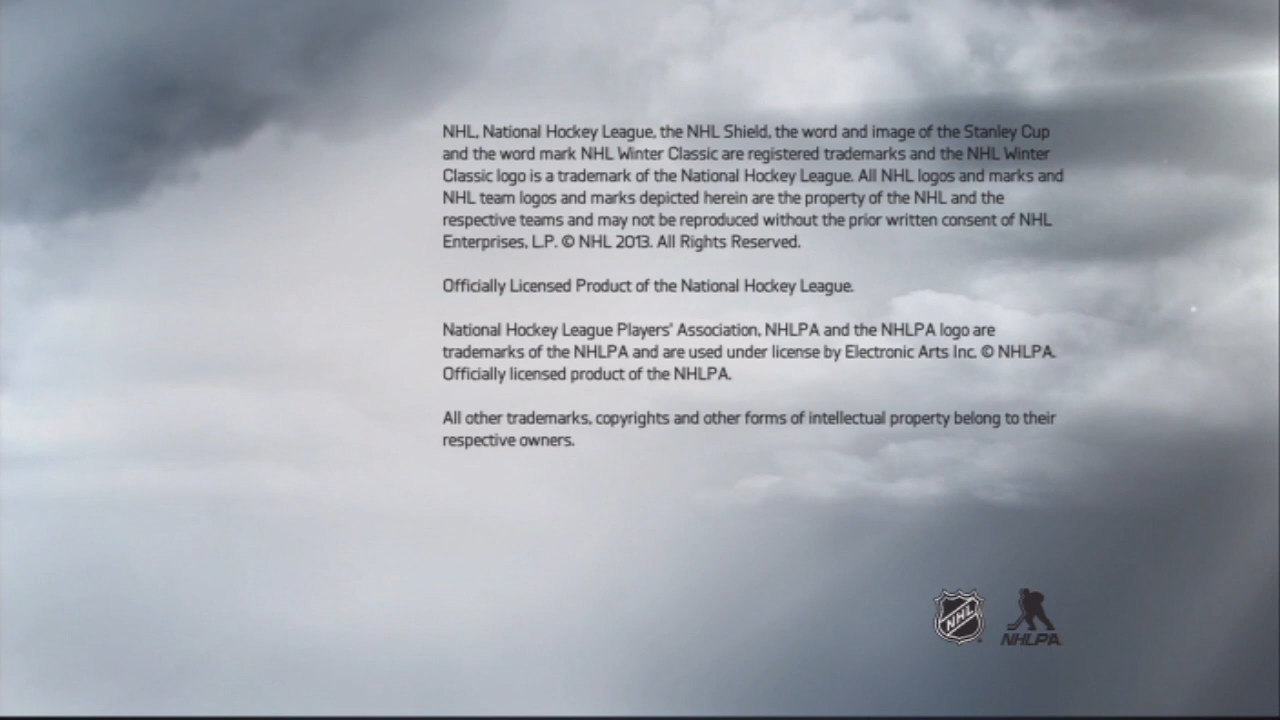 NHL, National Hockey League, the NHL Shield, the word and image of the Stanley Cup
and the word mark NHL Winter Classic are registered trademarks and the NHL Winter
Classic logo is a trademark of the National Hockey League. All NHL logos and marks and
NHL team logos and marks depicted herein are the property of the NHL and the
respective teams and may not be reproduced without the prior written consent of NHL
Enterprises, L.P. © NHL 2013. All Rights Reserved.
Officially Licensed Product of the National Hockey League.
National Hockey League Players' Association, NHLPA and the NHLPA logo are
trademarks of the NHLPA and are used under license by Electronic Arts Inc. © NHLPA.
Officially licensed product of the NHLPA.
All other trademarks, copyrights and other forms of intellectual property belong to their
respective owners.
NHL
NHLPA